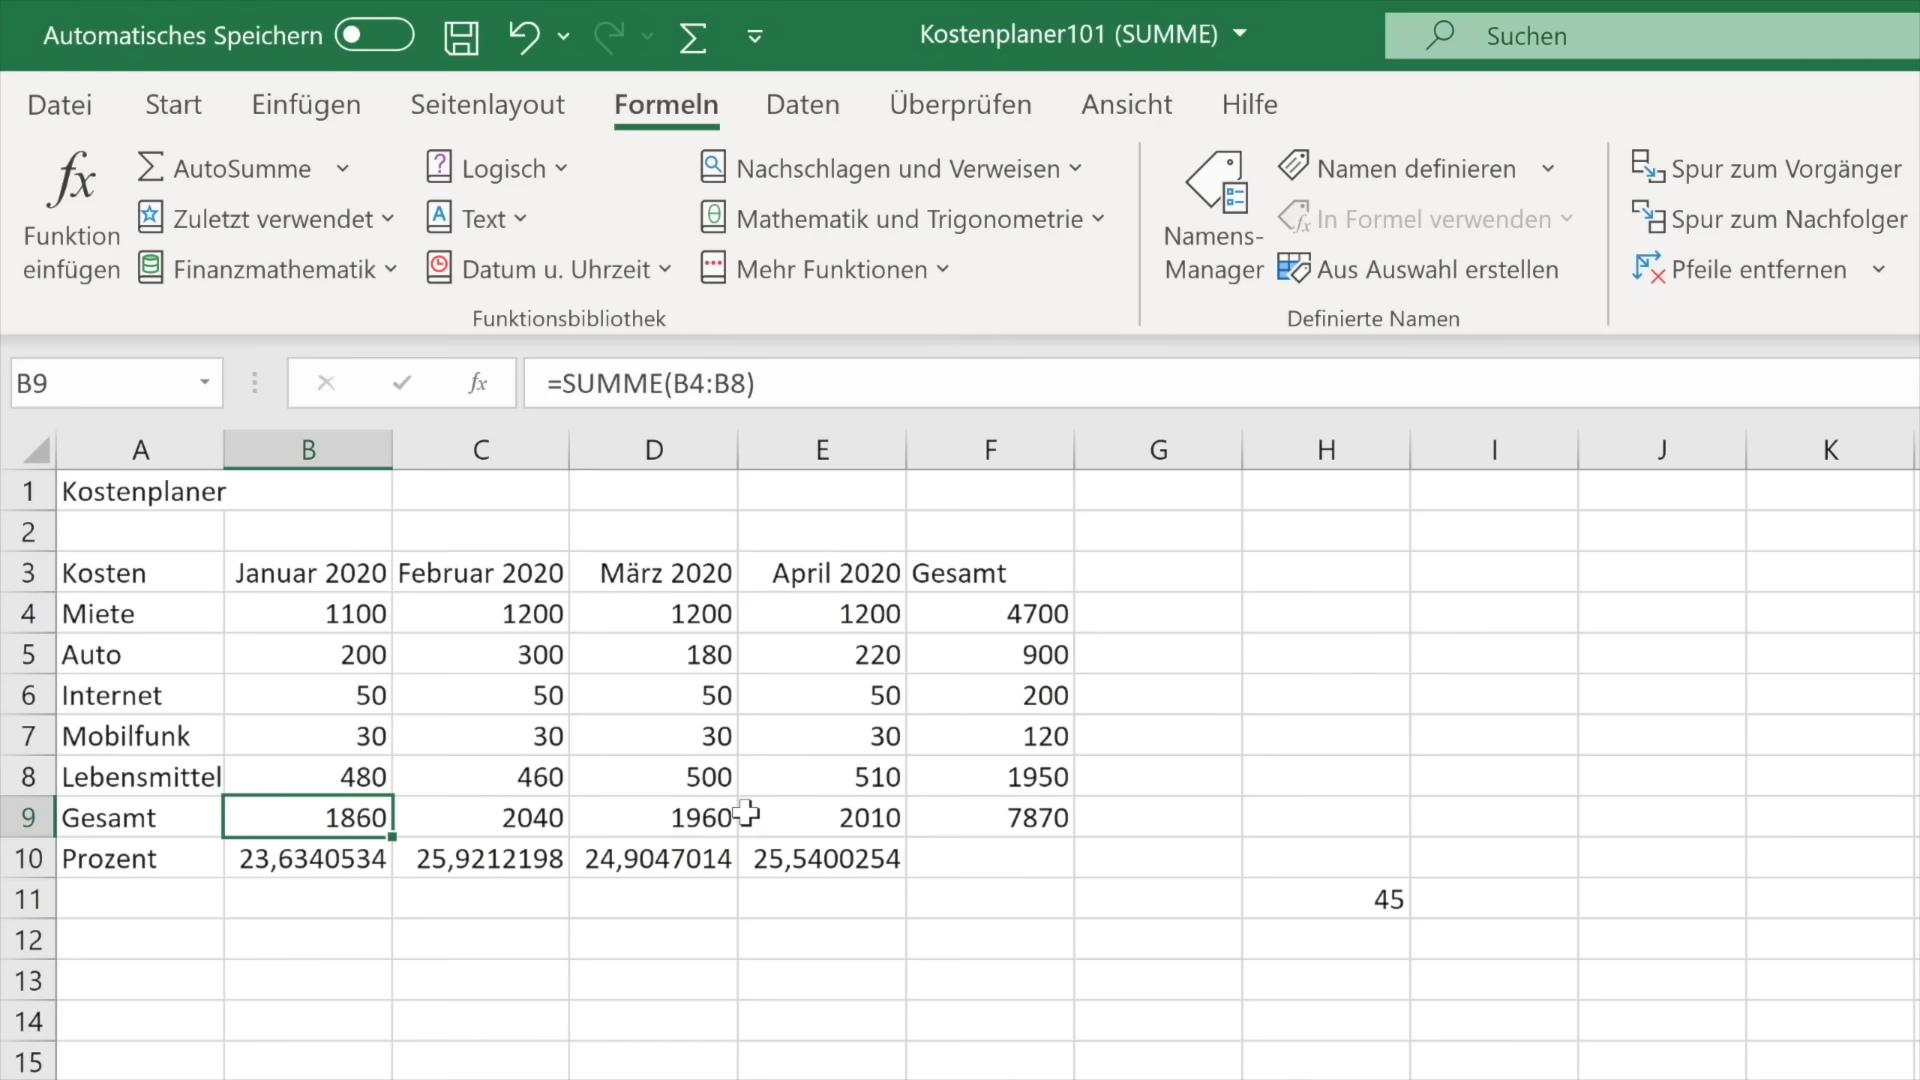 Automatisches Speichern Kostenplaner101 (SUMME) Suchen
Datei Start Einfügen Seitenlayout Formeln Daten Überprüfen Ansicht Hilfe
fx Funktion einfügen
AutoSumme Logisch Nachschlagen und Verweisen
Zuletzt verwendet Text Mathematik und Trigonometrie
Finanzmathematik Datum u. Uhrzeit Mehr Funktionen
Funktionsbibliothek
Namens-Manager
Namen definieren
In Formel verwenden
Aus Auswahl erstellen
Definierte Namen
Spur zum Vorgänger
Spur zum Nachfolger
Pfeile entfernen
B9 fx =SUMME(B4:B8)
A B C D E F G H I J K
1 Kostenplaner
2
3 Kosten Januar 2020 Februar 2020 März 2020 April 2020 Gesamt
4 Miete 1100 1200 1200 1200 4700
5 Auto 200 300 180 220 900
6 Internet 50 50 50 50 200
7 Mobilfunk 30 30 30 30 120
8 Lebensmittel 480 460 500 510 1950
9 Gesamt 1860 2040 1960 2010 7870
10 Prozent 23,6340534 25,9212198 24,9047014 25,5400254
11 45
12
13
14
15